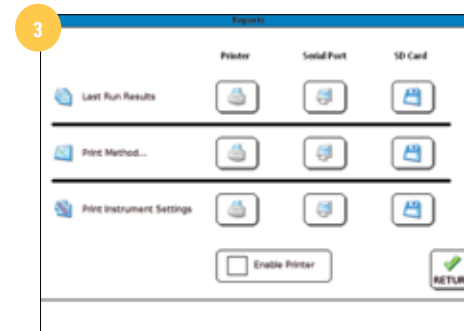 3
Reports
Printer Serial Port SD Card
Last Run Results
Print Method...
Print Instrument Settings
Enable Printer
RETUR